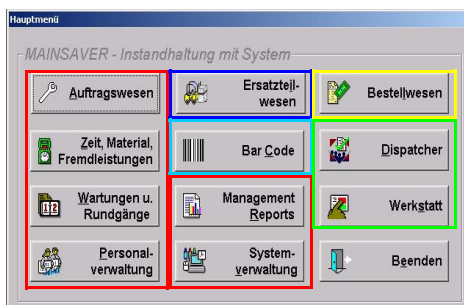 Hauptmenü
MAINSAVER - Instandhaltung mit System
Auftragswesen
Ersatzteil-
wesen
Bestellwesen
Zeit, Material,
Fremdleistungen
Bar Code
Dispatcher
Wartungen u.
Rundgänge
Management
Reports
Werkstatt
Personal-
verwaltung
System-
verwaltung
Beenden